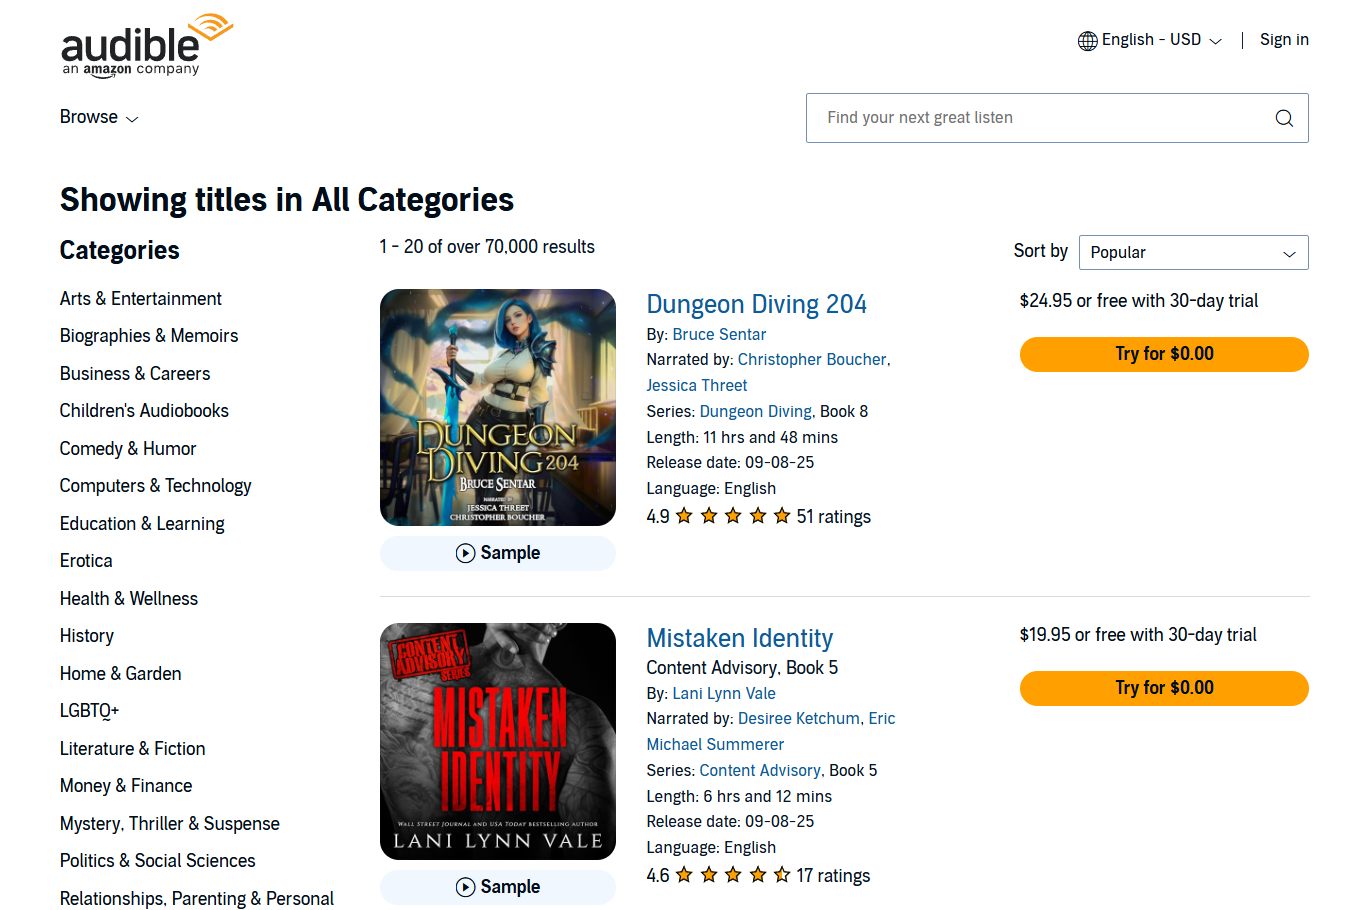 audible
an amazon company
English - USD
Sign in
Browse
Find your next great listen
Showing titles in All Categories
Categories
Arts & Entertainment
Biographies & Memoirs
Business & Careers
Children's Audiobooks
Comedy & Humor
Computers & Technology
Education & Learning
Erotica
Health & Wellness
History
Home & Garden
LGBTQ+
Literature & Fiction
Money & Finance
Mystery, Thriller & Suspense
Politics & Social Sciences
Relationships, Parenting & Personal
1 - 20 of over 70,000 results
Sort by
Popular
DUNGEON
DIVING 204
BRUCE SENTAR
NARRATED BY
JESSICA THREET
CHRISTOPHER BOUCHER
Sample
Dungeon Diving 204
By: Bruce Sentar
Narrated by: Christopher Boucher,
Jessica Threet
Series: Dungeon Diving, Book 8
Length: 11 hrs and 48 mins
Release date: 09-08-25
Language: English
4.9 51 ratings
$24.95 or free with 30-day trial
Try for $0.00
CONTENT
ADVISORY
SERIES
MISTAKEN
IDENTITY
WALL STREET JOURNAL AND USA TODAY BESTSELLING AUTHOR
LANI LYNN VALE
Sample
Mistaken Identity
Content Advisory, Book 5
By: Lani Lynn Vale
Narrated by: Desiree Ketchum, Eric
Michael Summerer
Series: Content Advisory, Book 5
Length: 6 hrs and 12 mins
Release date: 09-08-25
Language: English
4.6 17 ratings
$19.95 or free with 30-day trial
Try for $0.00